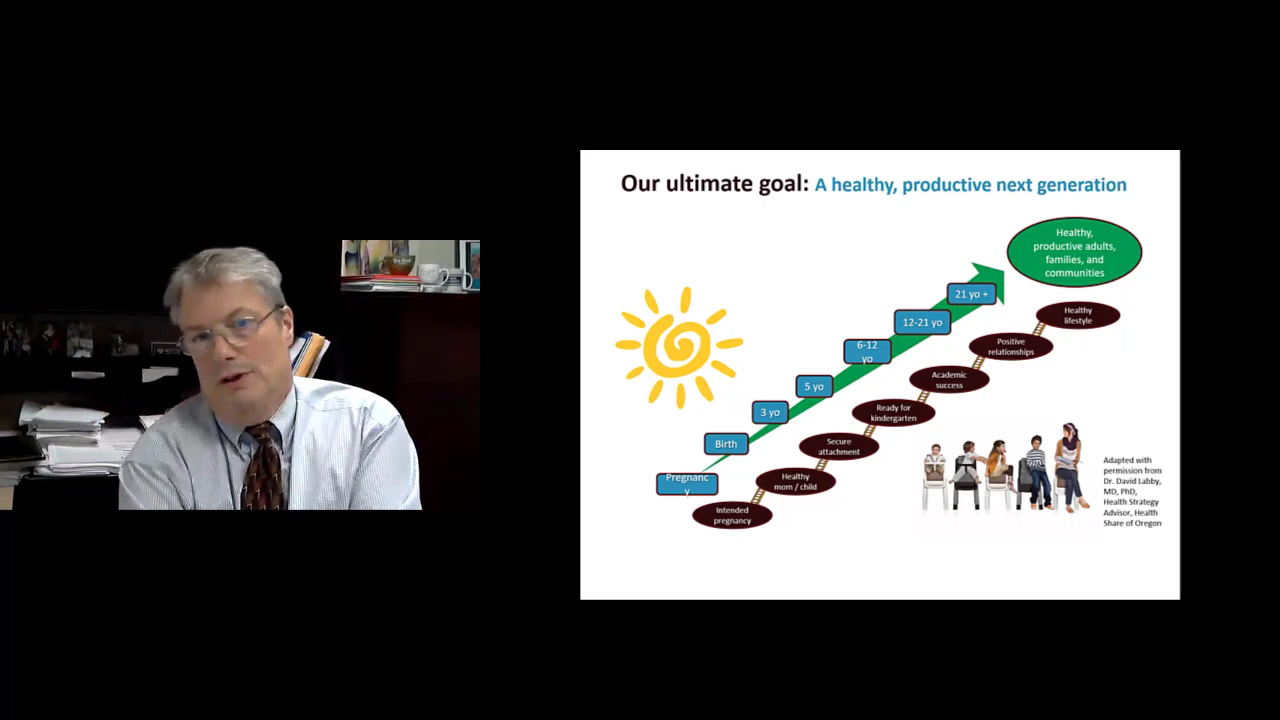 Our ultimate goal: A healthy, productive next generation
Healthy,
productive adults,
families, and
communities
21 yo +
12-21 yo
6-12
yo
5 yo
3 yo
Birth
Pregnanc
y
Healthy
lifestyle
Positive
relationships
Academic
success
Ready for
kindergarten
Secure
attachment
Healthy
mom / child
Intended
pregnancy
Adapted with
permission from
Dr. David Labby,
MD, PhD,
Health Strategy
Advisor, Health
Share of Oregon